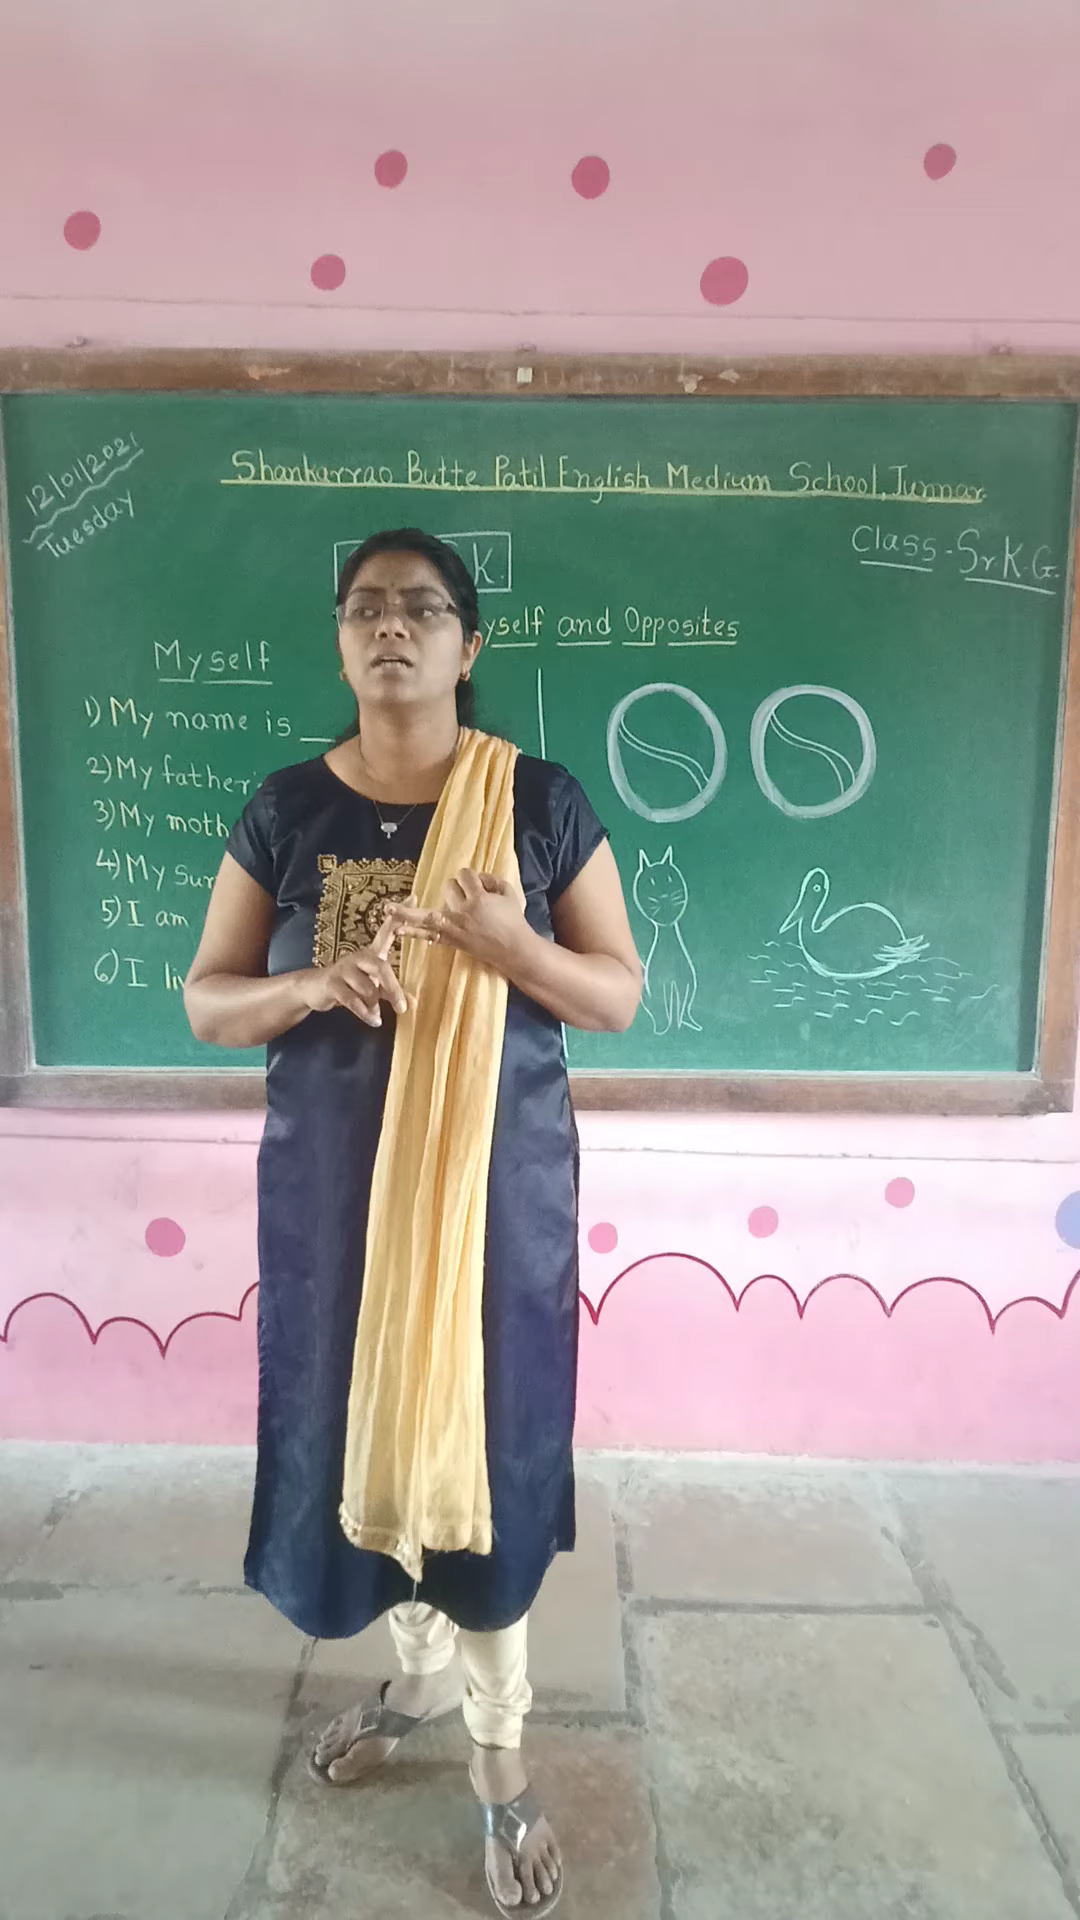 12/01/2021
Tuesday
Shankarrao Butte Patil English Medium School, Junnar.
Class - Sr K.G.
K.
yself and Opposites
Myself
1) My name is __
2) My father'
3) My moth
4) My Sur
5) I am
6) I li